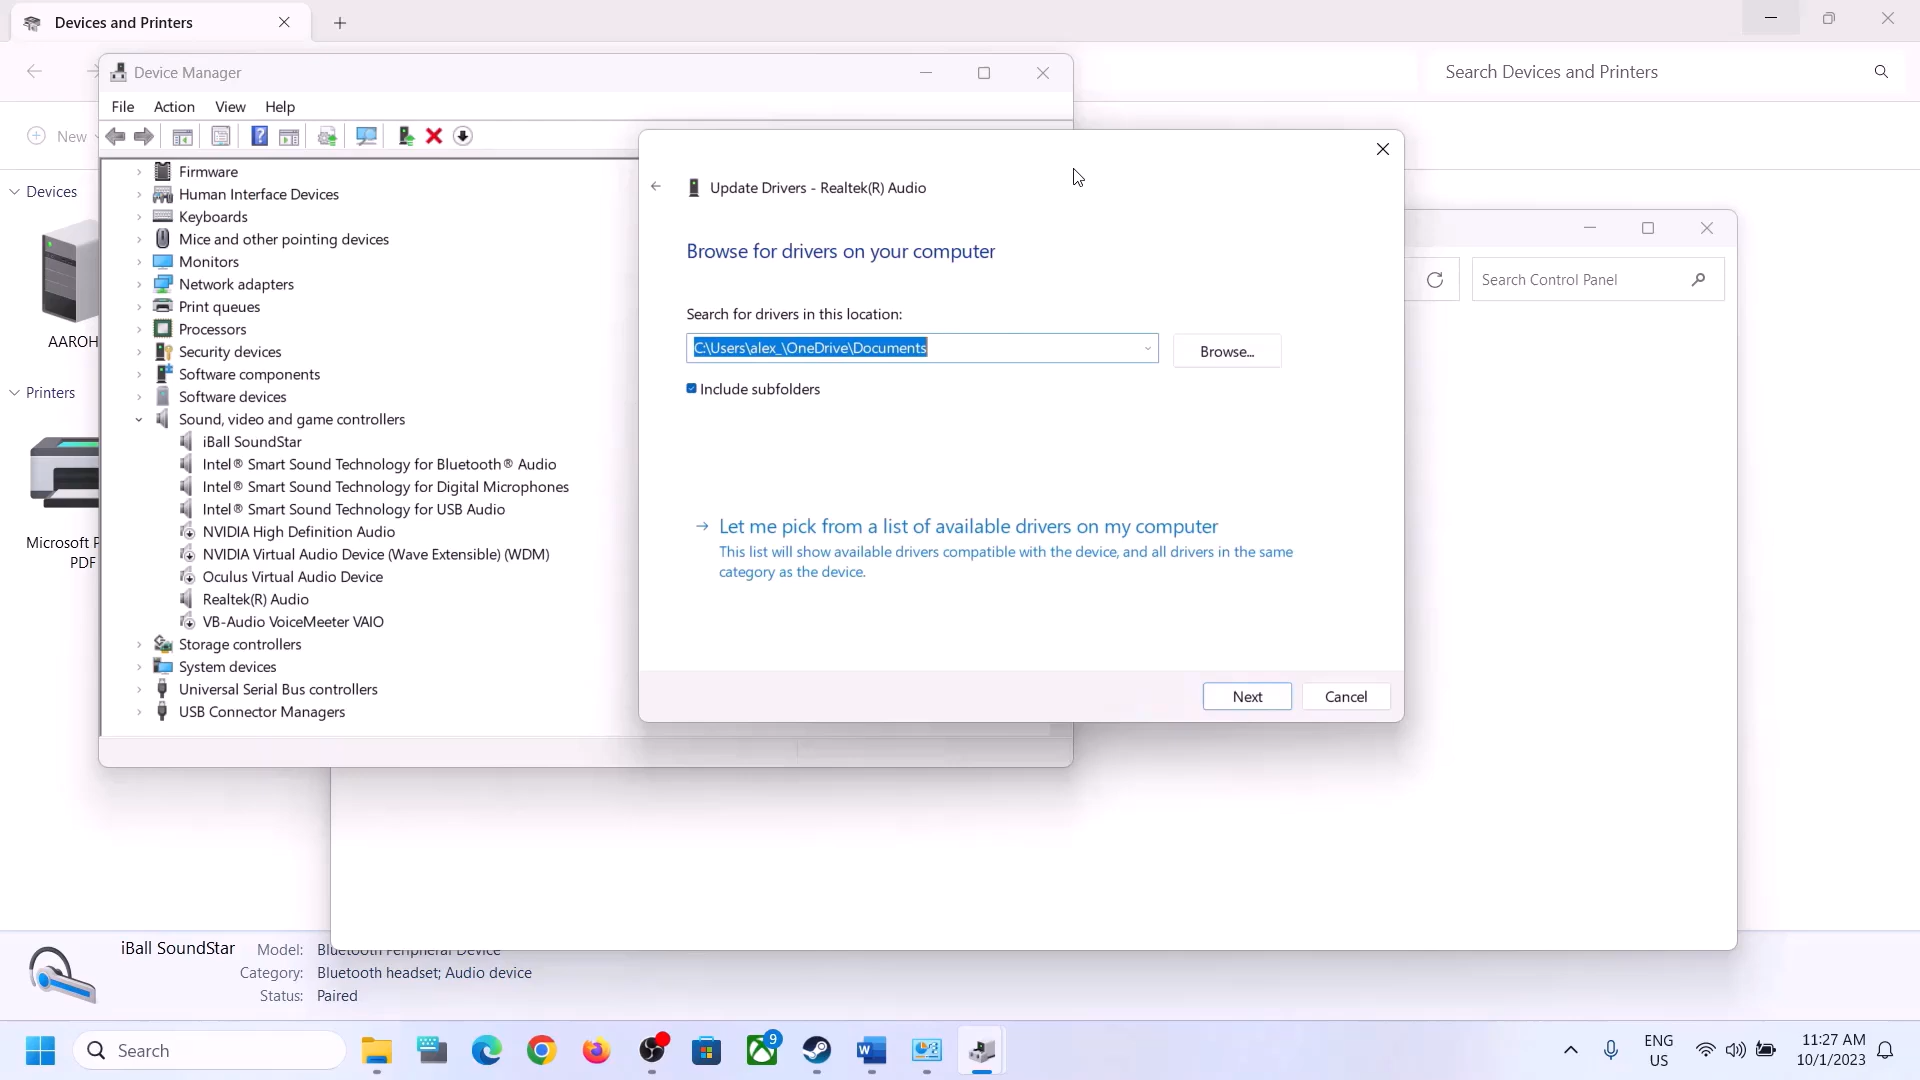 Devices and Printers
Device Manager
Search Devices and Printers
File Action View Help
New
Devices
AAROH
Printers
Microsoft P
PDF
Firmware
Human Interface Devices
Keyboards
Mice and other pointing devices
Monitors
Network adapters
Print queues
Processors
Security devices
Software components
Software devices
Sound, video and game controllers
iBall SoundStar
Intel® Smart Sound Technology for Bluetooth® Audio
Intel® Smart Sound Technology for Digital Microphones
Intel® Smart Sound Technology for USB Audio
NVIDIA High Definition Audio
NVIDIA Virtual Audio Device (Wave Extensible) (WDM)
Oculus Virtual Audio Device
Realtek(R) Audio
VB-Audio VoiceMeeter VAIO
Storage controllers
System devices
Universal Serial Bus controllers
USB Connector Managers
Update Drivers - Realtek(R) Audio
Browse for drivers on your computer
Search for drivers in this location:
C:\Users\alex_\OneDrive\Documents
Browse...
Include subfolders
Let me pick from a list of available drivers on my computer
This list will show available drivers compatible with the device, and all drivers in the same
category as the device.
Next Cancel
Search Control Panel
iBall SoundStar Model: Bluetooth Peripheral Device
Category: Bluetooth headset; Audio device
Status: Paired
Search
9
ENG
US
11:27 AM
10/1/2023